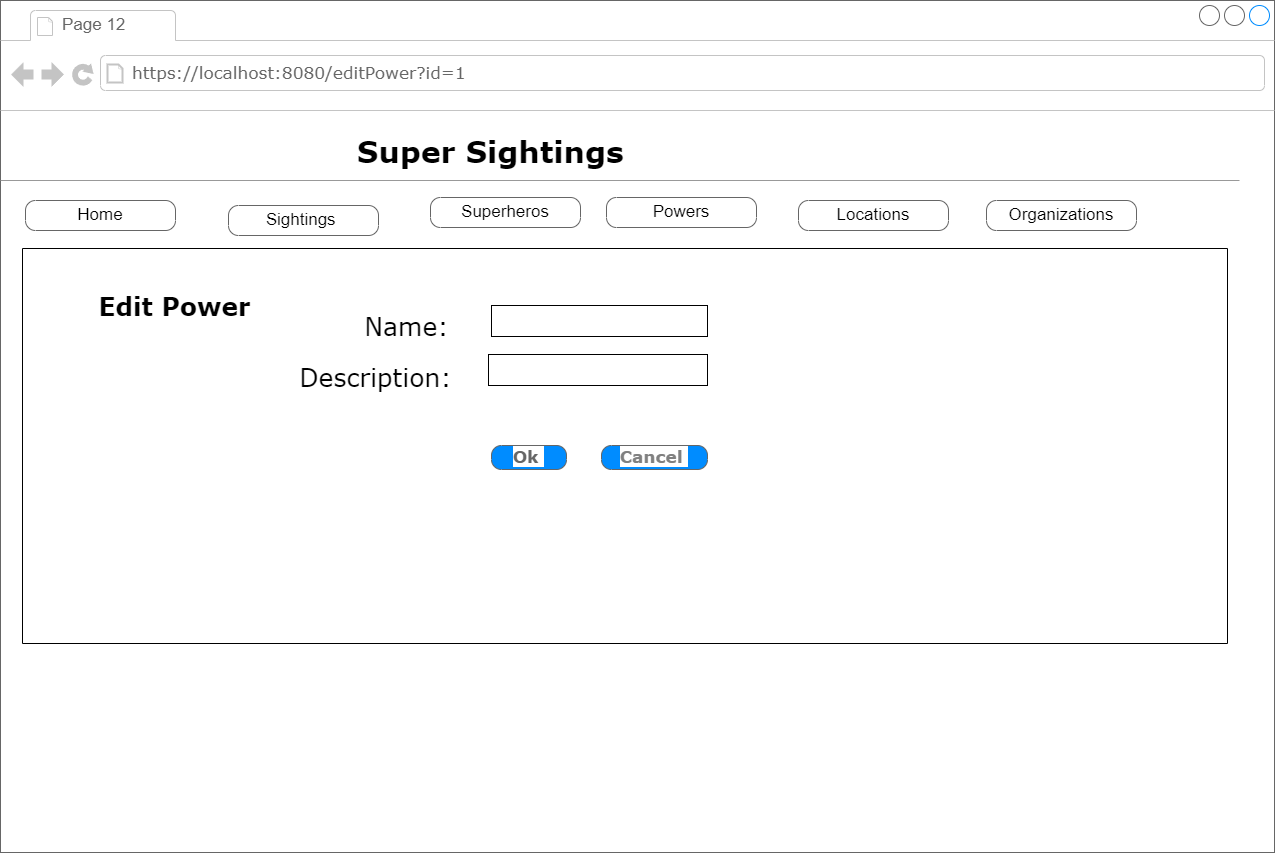 Page 12
https://localhost:8080/editPower?id=1
Super Sightings
Home Sightings Superheros Powers Locations Organizations
Edit Power
Name:
Description:
Ok Cancel